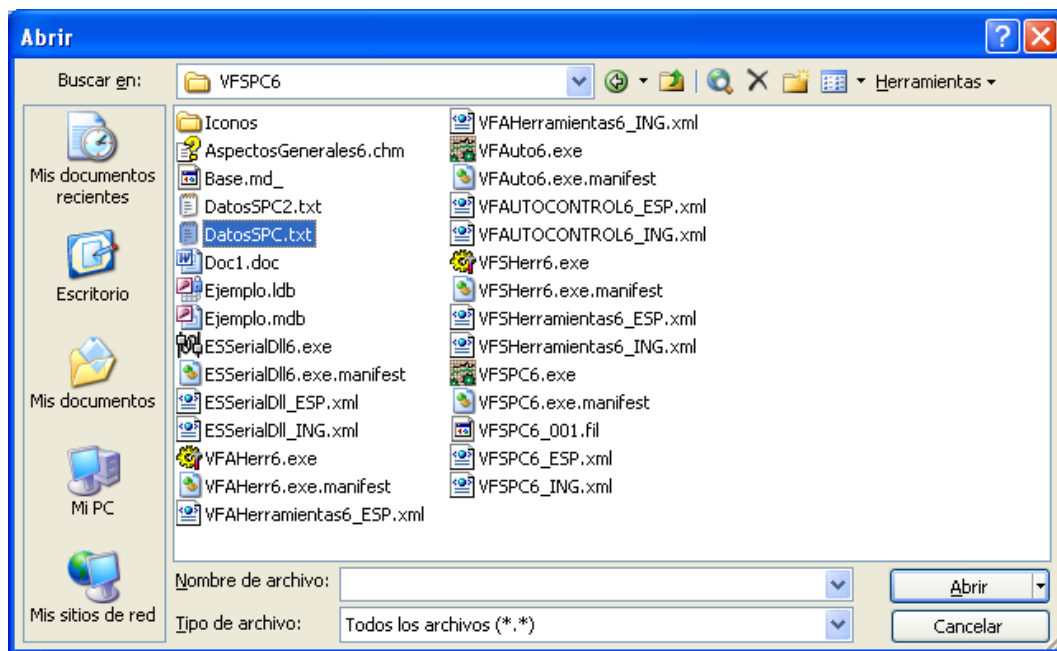 Abrir
Buscar en:
VFSPC6
Herramientas
Mis documentos
recientes
Escritorio
Mis documentos
Mi PC
Mis sitios de red
Iconos
AspectosGenerales6.chm
Base.md_
DatosSPC2.txt
DatosSPC.txt
Doc1.doc
Ejemplo.ldb
Ejemplo.mdb
ESSerialDll6.exe
ESSerialDll6.exe.manifest
ESSerialDll_ESP.xml
ESSerialDll_ING.xml
VFAHerr6.exe
VFAHerr6.exe.manifest
VFAHerramientas6_ESP.xml
VFAHerramientas6_ING.xml
VFAuto6.exe
VFAuto6.exe.manifest
VFAUTOCONTROL6_ESP.xml
VFAUTOCONTROL6_ING.xml
VFSHerr6.exe
VFSHerr6.exe.manifest
VFSHerramientas6_ESP.xml
VFSHerramientas6_ING.xml
VFSPC6.exe
VFSPC6.exe.manifest
VFSPC6_001.fil
VFSPC6_ESP.xml
VFSPC6_ING.xml
Nombre de archivo:
Abrir
Tipo de archivo:
Todos los archivos (*.*)
Cancelar